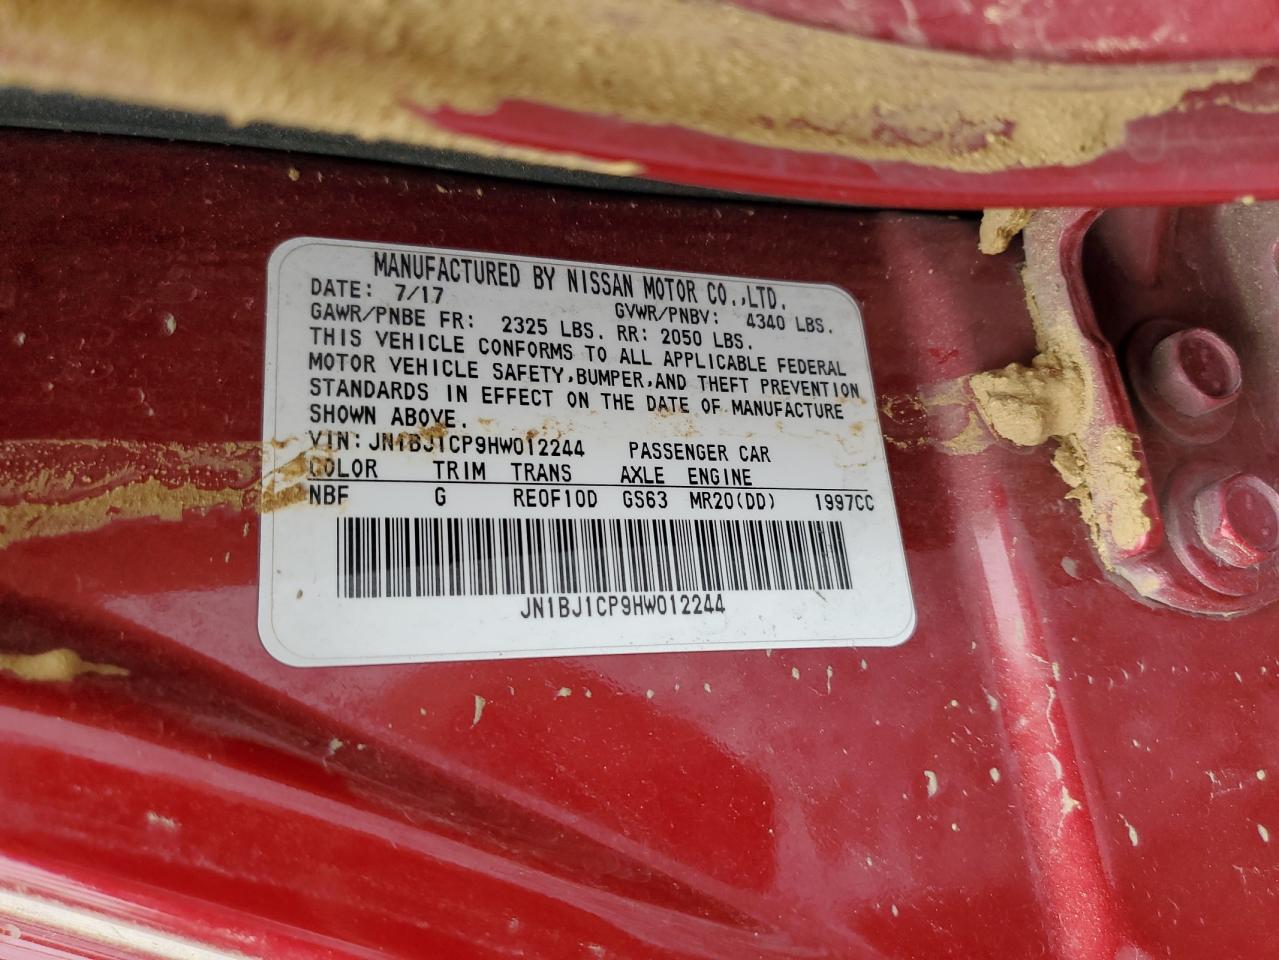 MANUFACTURED BY NISSAN MOTOR CO.,LTD.
DATE: 7/17
GAWR/PNBE FR: 2325 LBS. RR: 2050 LBS. GVWR/PNBV: 4340 LBS.
THIS VEHICLE CONFORMS TO ALL APPLICABLE FEDERAL
MOTOR VEHICLE SAFETY,BUMPER,AND THEFT PREVENTION
STANDARDS IN EFFECT ON THE DATE OF MANUFACTURE
SHOWN ABOVE.
VIN: JN1BJ1CP9HW012244 PASSENGER CAR
COLOR TRIM TRANS AXLE ENGINE
NBF G RE0F10D GS63 MR20(DD) 1997CC
JN1BJ1CP9HW012244